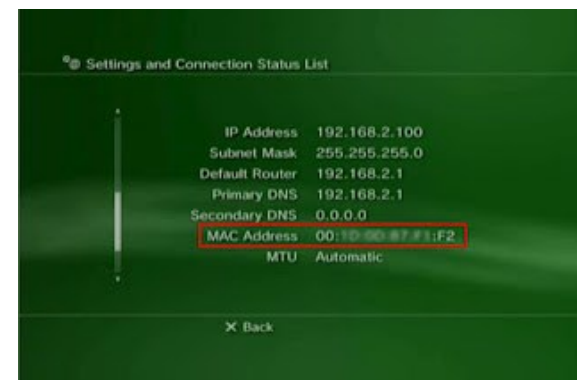 Settings and Connection Status List
IP Address 192.168.2.100
Subnet Mask 255.255.255.0
Default Router 192.168.2.1
Primary DNS 192.168.2.1
Secondary DNS 0.0.0.0
MAC Address 00: :F2
MTU Automatic
X Back